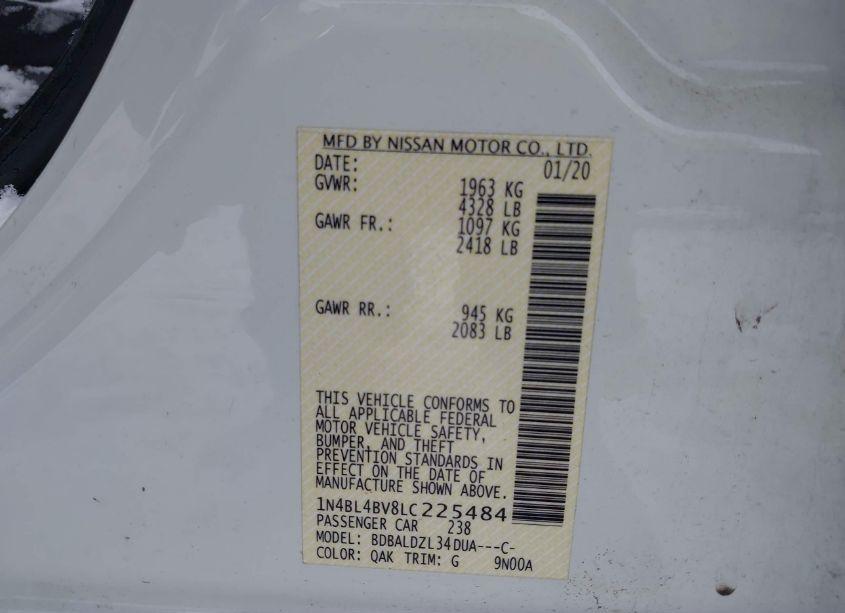 MFD BY NISSAN MOTOR CO., LTD.
DATE: 01/20
GVWR: 1963 KG
4328 LB
GAWR FR.: 1097 KG
2418 LB
GAWR RR.: 945 KG
2083 LB
THIS VEHICLE CONFORMS TO
ALL APPLICABLE FEDERAL
MOTOR VEHICLE SAFETY,
BUMPER, AND THEFT
PREVENTION STANDARDS IN
EFFECT ON THE DATE OF
MANUFACTURE SHOWN ABOVE.
1N4BL4BV8LC225484
PASSENGER CAR 238
MODEL: BDBALDZL34DUA---C-
COLOR: QAK TRIM: G 9N00A